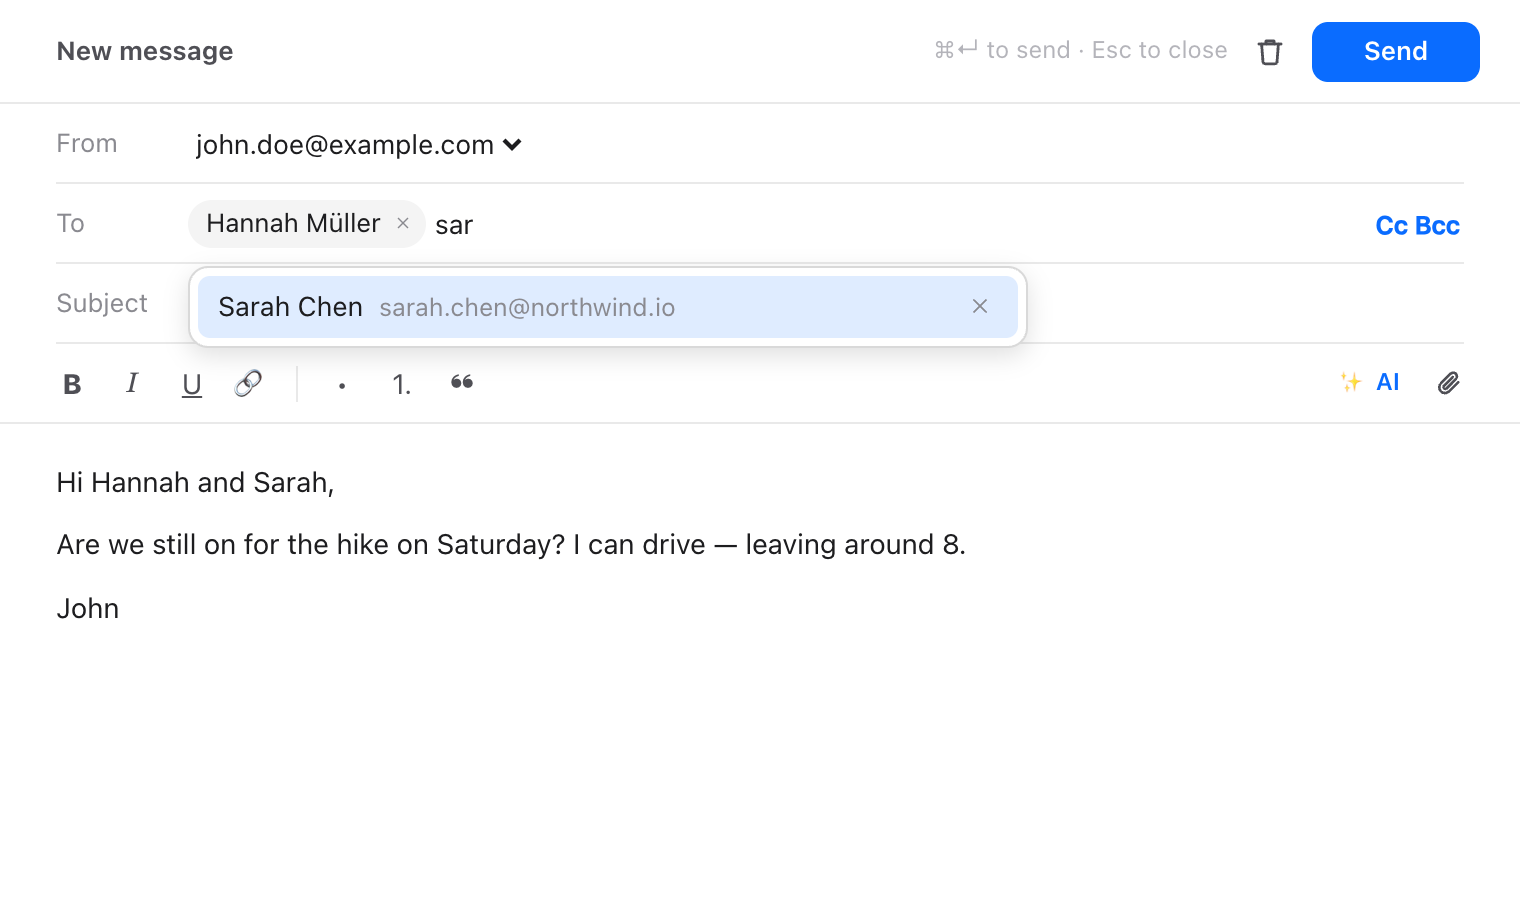 New message
⌘↵ to send · Esc to close
Send
From
john.doe@example.com
To
Hannah Müller ×
sar
Cc Bcc
Subject
Sarah Chen sarah.chen@northwind.io ×
B I U 🔗 • 1. ❝ ✨ AI
Hi Hannah and Sarah,
Are we still on for the hike on Saturday? I can drive — leaving around 8.
John